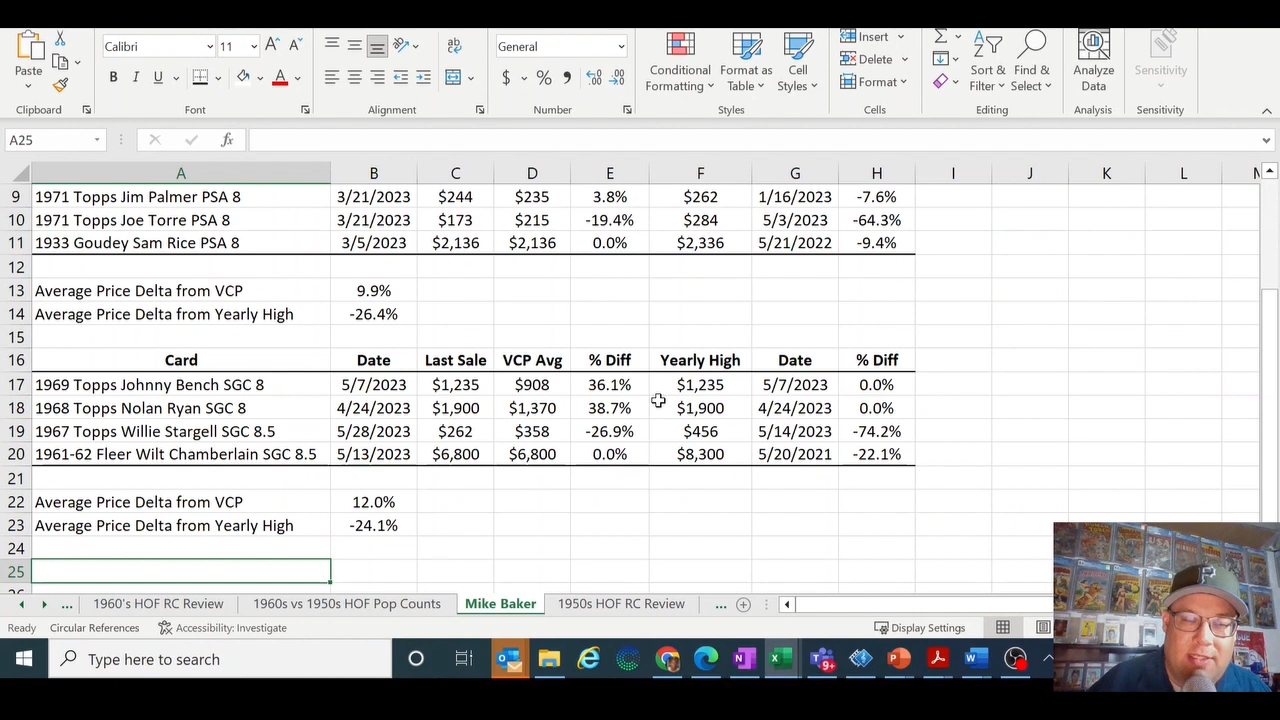 Calibri 11 General Insert
Paste Delete
B I U $ % Conditional Formatting Format as Table Cell Styles Format Sort & Filter Find & Select Analyze Data Sensitivity
Clipboard Font Alignment Number Styles Cells Editing Analysis Sensitivity
A25 fx
A B C D E F G H I J K L
9 1971 Topps Jim Palmer PSA 8 3/21/2023 $244 $235 3.8% $262 1/16/2023 -7.6%
10 1971 Topps Joe Torre PSA 8 3/21/2023 $173 $215 -19.4% $284 5/3/2023 -64.3%
11 1933 Goudey Sam Rice PSA 8 3/5/2023 $2,136 $2,136 0.0% $2,336 5/21/2022 -9.4%
12
13 Average Price Delta from VCP 9.9%
14 Average Price Delta from Yearly High -26.4%
15
16 Card Date Last Sale VCP Avg % Diff Yearly High Date % Diff
17 1969 Topps Johnny Bench SGC 8 5/7/2023 $1,235 $908 36.1% $1,235 5/7/2023 0.0%
18 1968 Topps Nolan Ryan SGC 8 4/24/2023 $1,900 $1,370 38.7% $1,900 4/24/2023 0.0%
19 1967 Topps Willie Stargell SGC 8.5 5/28/2023 $262 $358 -26.9% $456 5/14/2023 -74.2%
20 1961-62 Fleer Wilt Chamberlain SGC 8.5 5/13/2023 $6,800 $6,800 0.0% $8,300 5/20/2021 -22.1%
21
22 Average Price Delta from VCP 12.0%
23 Average Price Delta from Yearly High -24.1%
24
25
... 1960's HOF RC Review 1960s vs 1950s HOF Pop Counts Mike Baker 1950s HOF RC Review ...
Ready Circular References Accessibility: Investigate Display Settings
Type here to search 9+